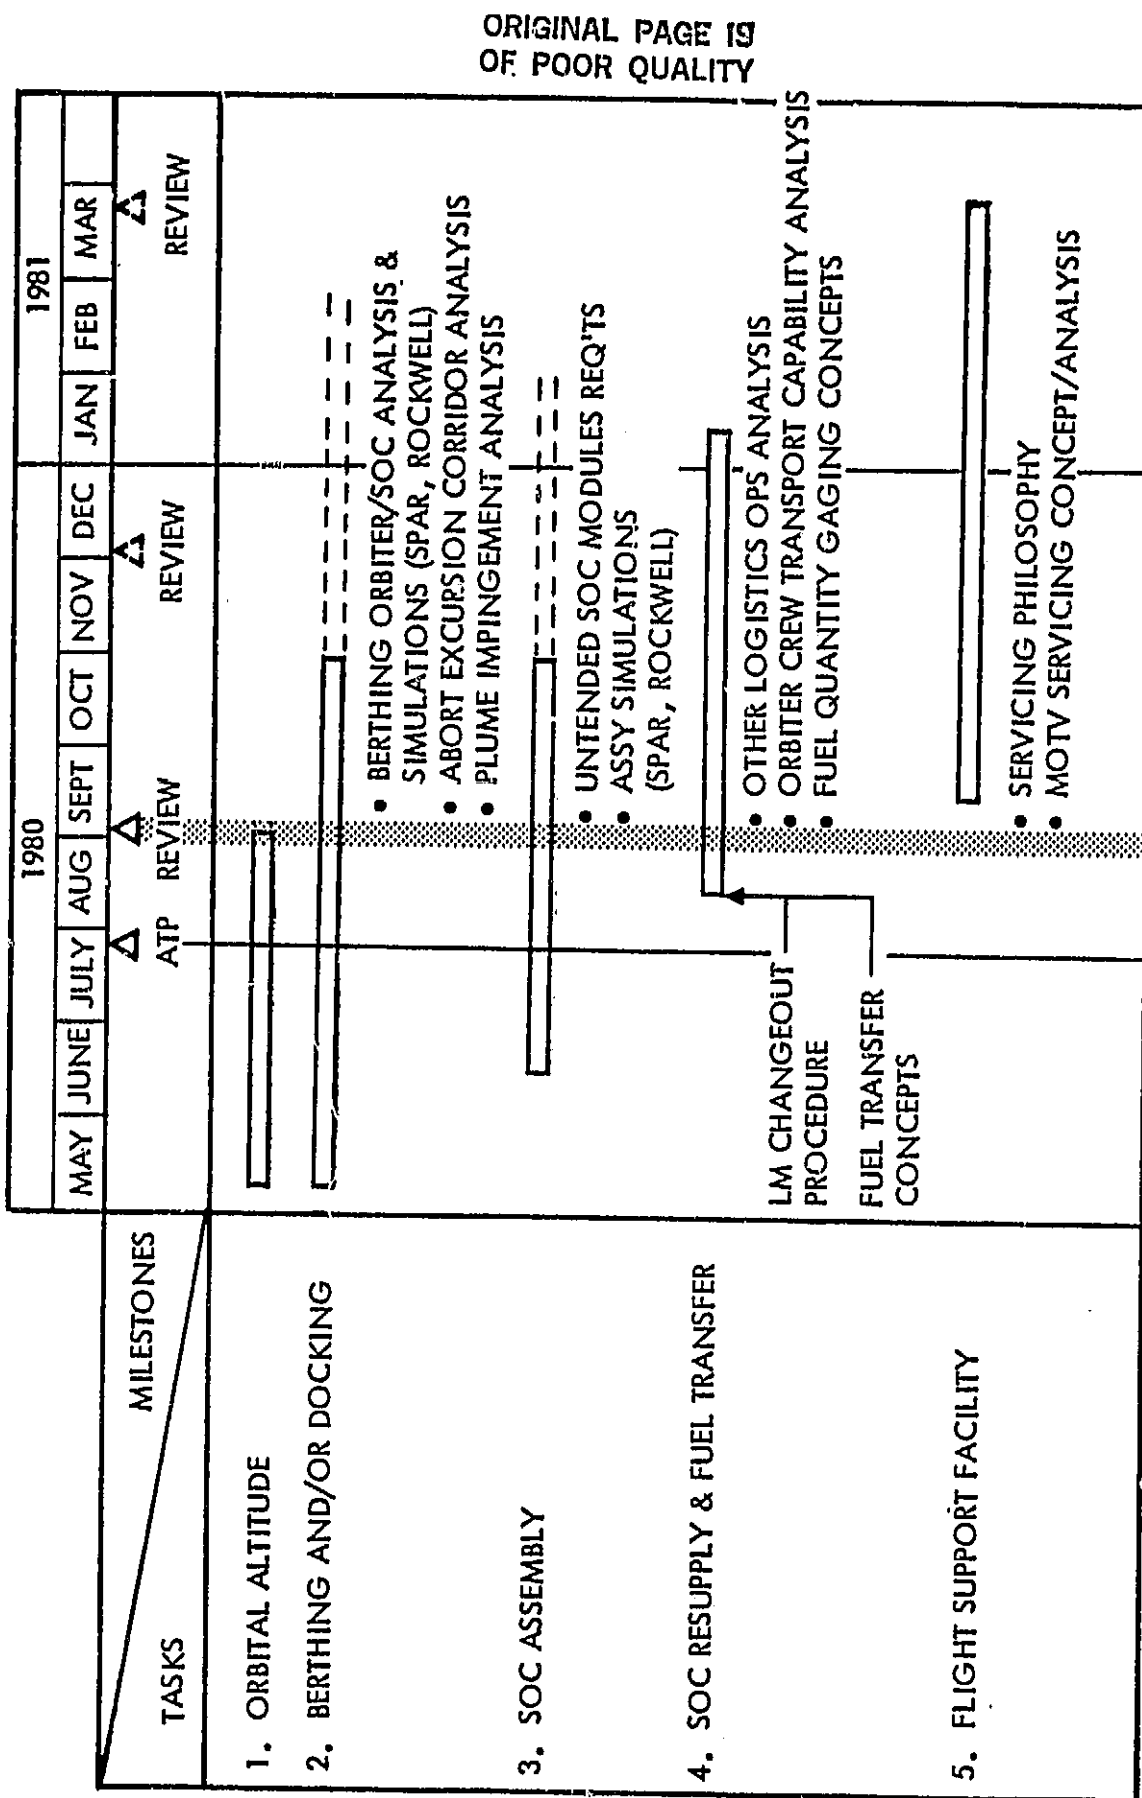 ORIGINAL PAGE IS
OF POOR QUALITY
MILESTONES
TASKS
1980
1981
MAY
JUNE
JULY
AUG
SEPT
OCT
NOV
DEC
JAN
FEB
MAR
ATP
REVIEW
REVIEW
REVIEW
1. ORBITAL ALTITUDE
2. BERTHING AND/OR DOCKING
• BERTHING ORBITER/SOC ANALYSIS &
SIMULATIONS (SPAR, ROCKWELL)
• ABORT EXCURSION CORRIDOR ANALYSIS
• PLUME IMPINGEMENT ANALYSIS
3. SOC ASSEMBLY
• UNTENDED SOC MODULES REQ'TS
• ASSY SIMULATIONS
(SPAR, ROCKWELL)
4. SOC RESUPPLY & FUEL TRANSFER
LM CHANGEOUT
PROCEDURE
FUEL TRANSFER
CONCEPTS
• OTHER LOGISTICS OPS ANALYSIS
• ORBITER CREW TRANSPORT CAPABILITY ANALYSIS
• FUEL QUANTITY GAGING CONCEPTS
5. FLIGHT SUPPORT FACILITY
• SERVICING PHILOSOPHY
• MOTV SERVICING CONCEPT/ANALYSIS